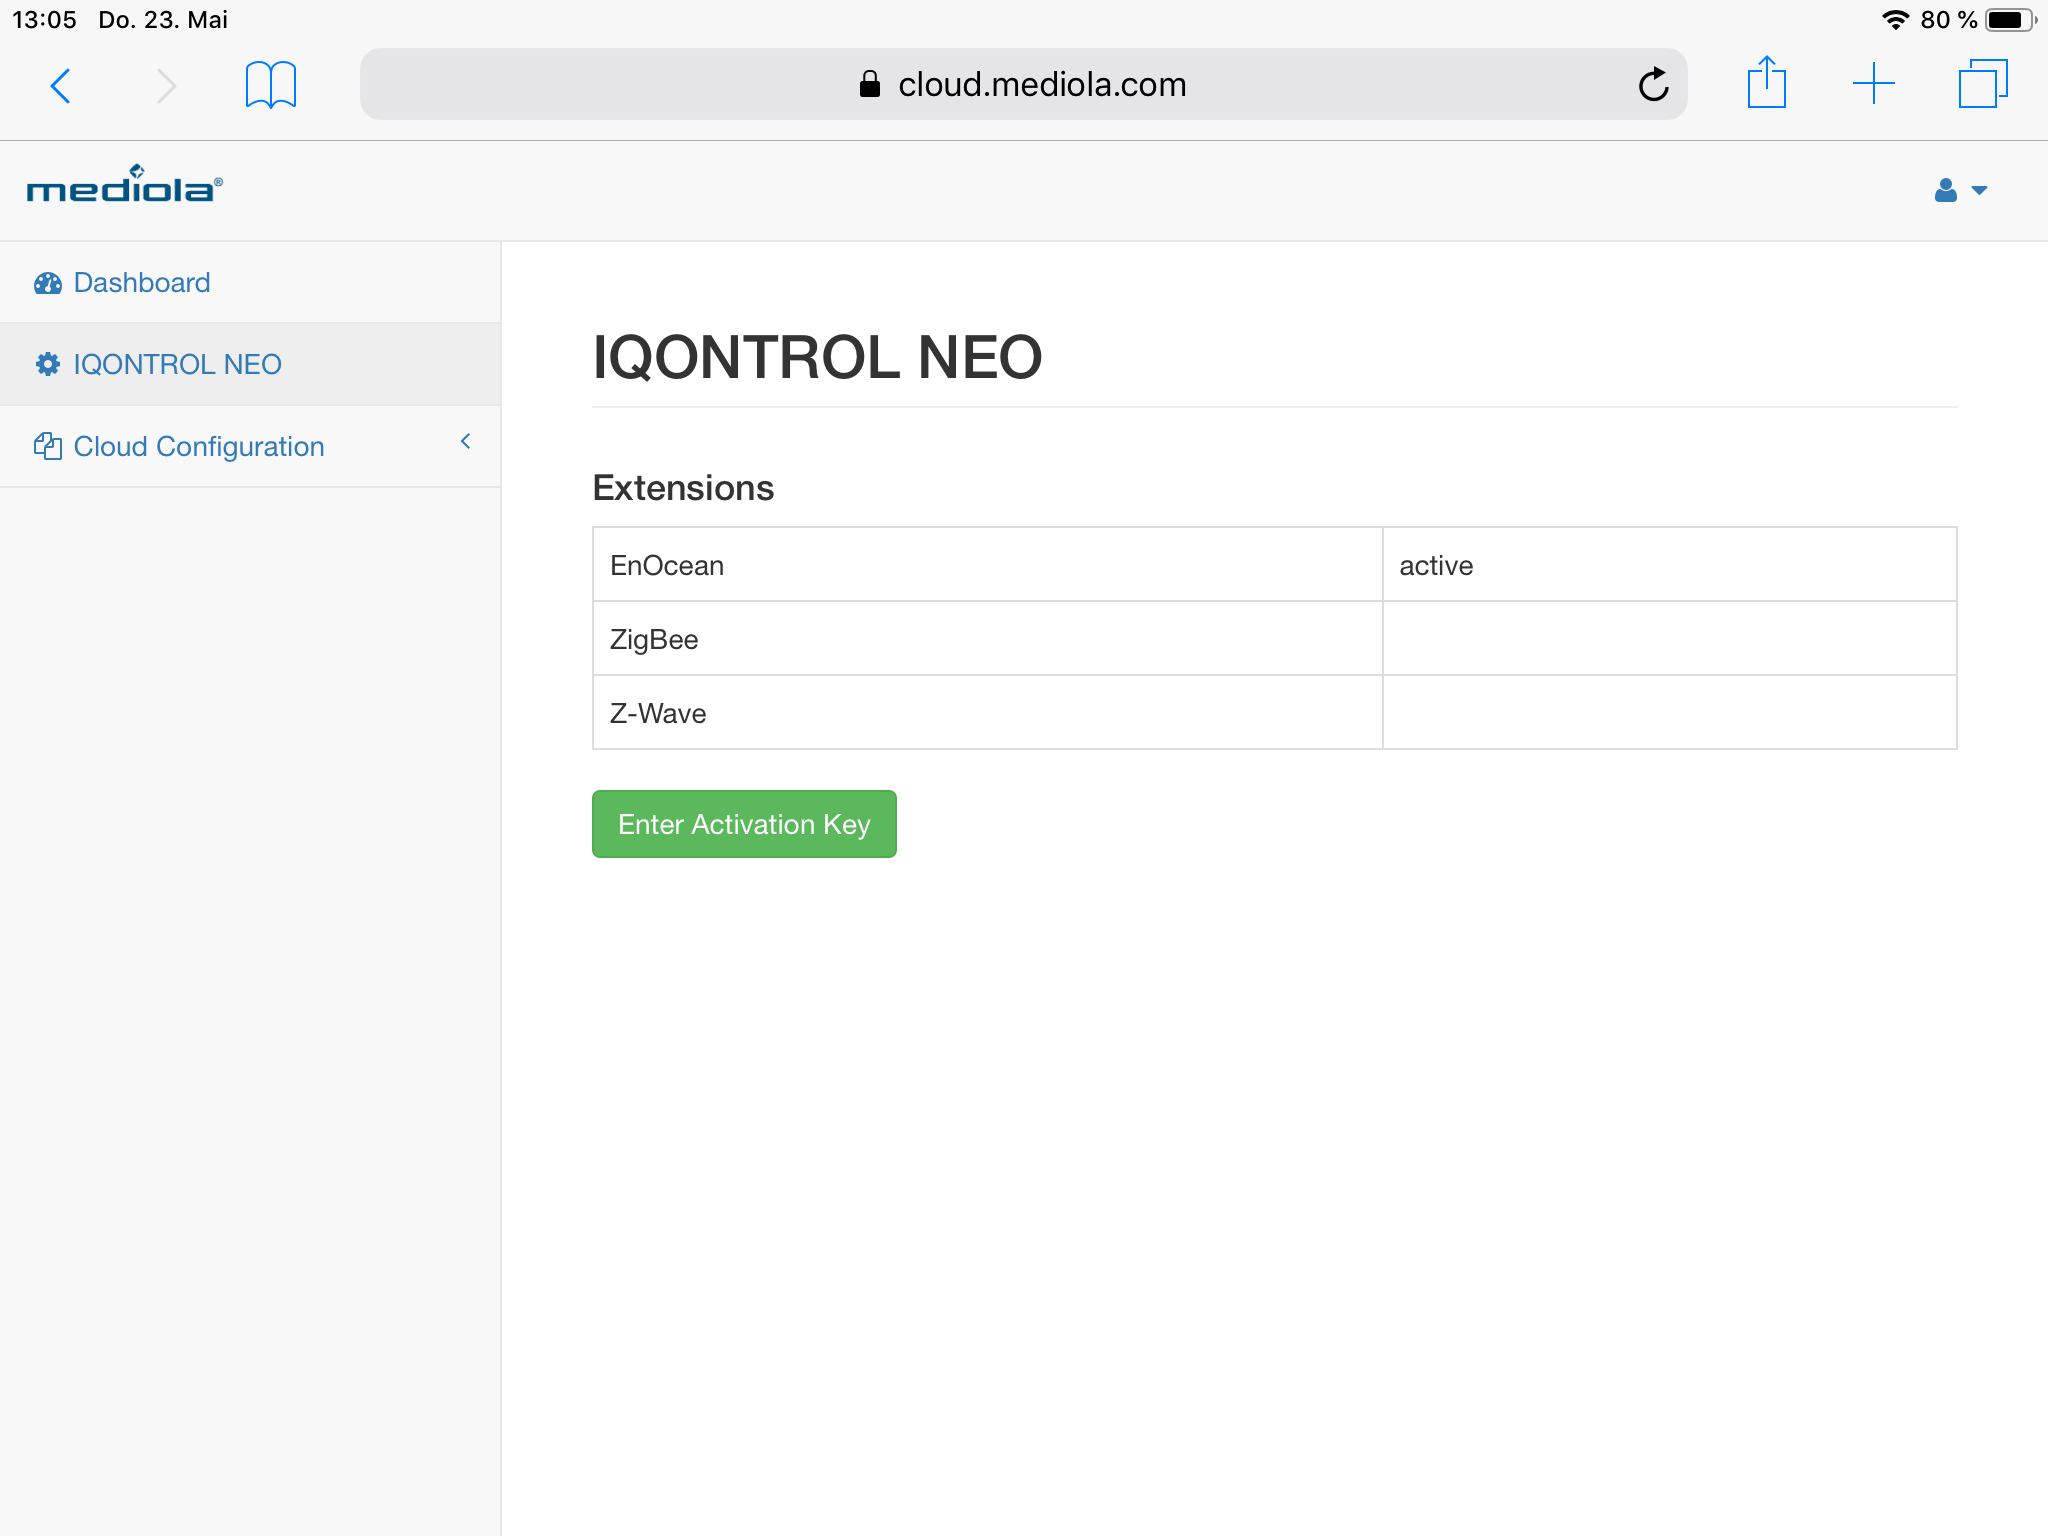 13:05 Do. 23. Mai 80 %
cloud.mediola.com
mediola®
Dashboard
IQONTROL NEO
Cloud Configuration
IQONTROL NEO
Extensions
EnOcean active
ZigBee
Z-Wave
Enter Activation Key